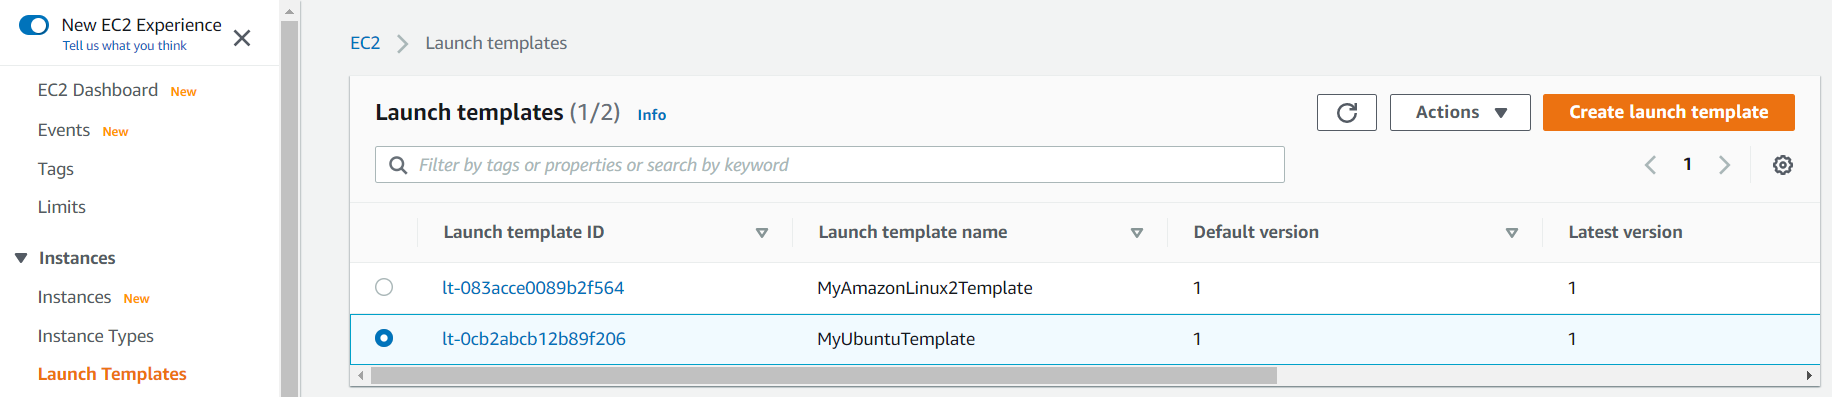 New EC2 Experience
Tell us what you think
EC2 Dashboard New
Events New
Tags
Limits
Instances
Instances New
Instance Types
Launch Templates
EC2 > Launch templates
Launch templates (1/2) Info
Actions
Create launch template
Filter by tags or properties or search by keyword
1
Launch template ID Launch template name Default version Latest version
lt-083acce0089b2f564 MyAmazonLinux2Template 1 1
lt-0cb2abcb12b89f206 MyUbuntuTemplate 1 1